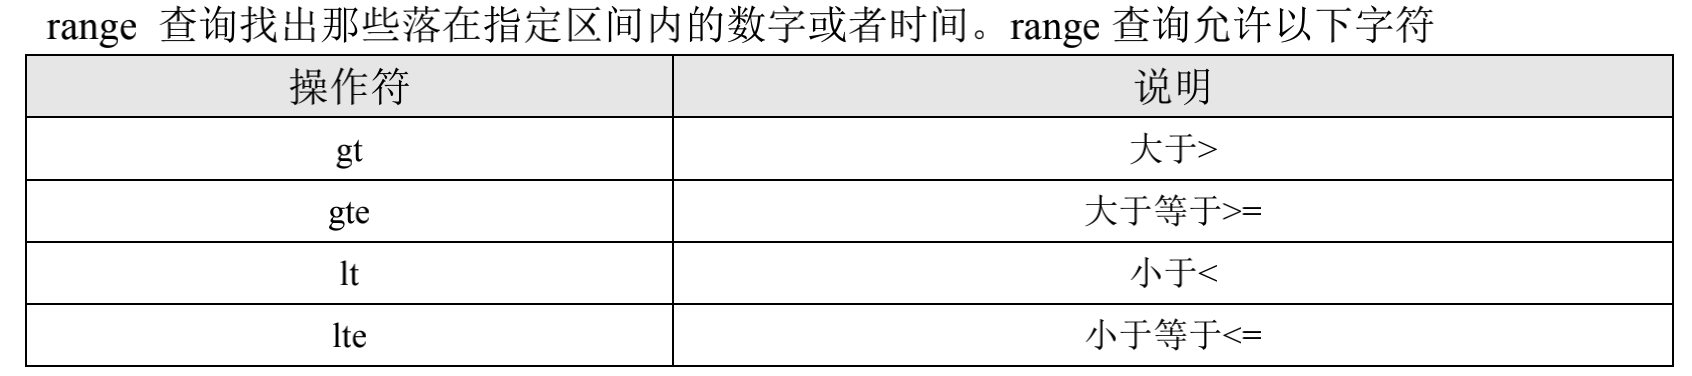 range 查询找出那些落在指定区间内的数字或者时间。range 查询允许以下字符
操作符 说明
gt 大于>
gte 大于等于>=
lt 小于<
lte 小于等于<=